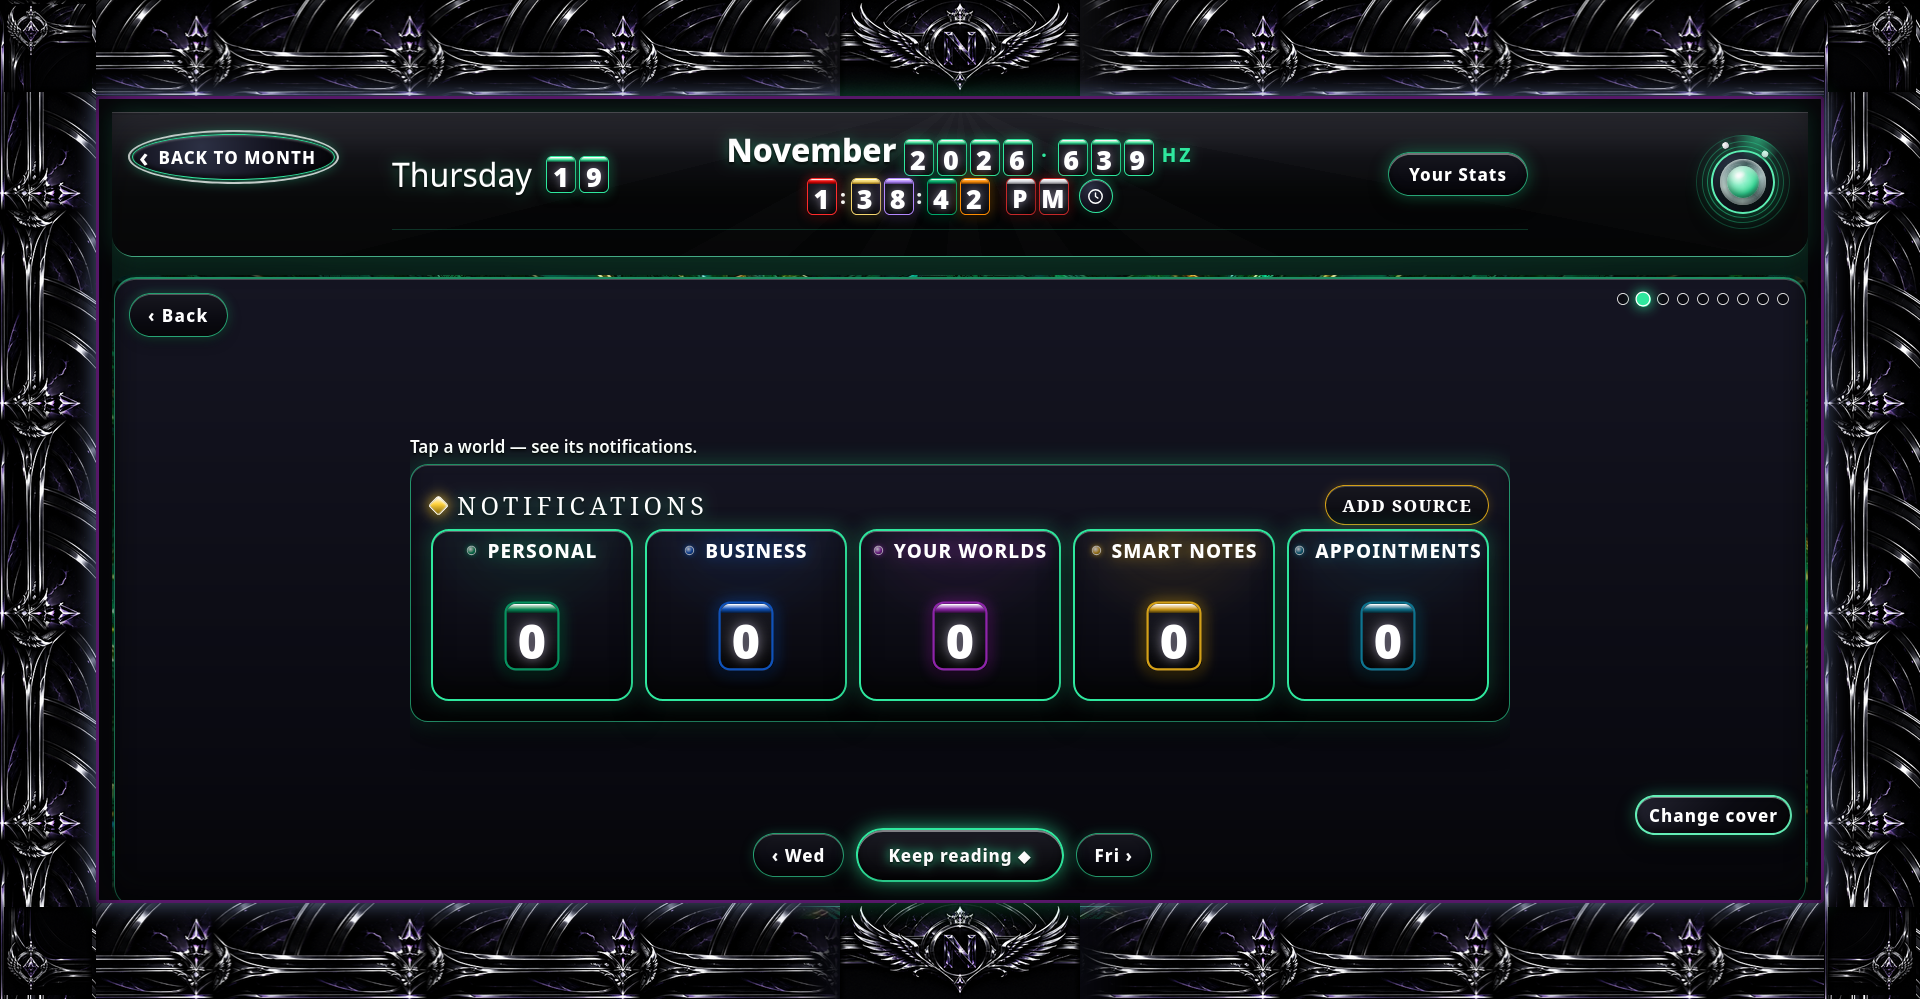 ‹ BACK TO MONTH
Thursday 19
November 2026 · 639 HZ
1:38:42 PM
Your Stats
‹ Back
Tap a world — see its notifications.
NOTIFICATIONS
ADD SOURCE
PERSONAL
BUSINESS
YOUR WORLDS
SMART NOTES
APPOINTMENTS
0
0
0
0
0
Change cover
‹ Wed
Keep reading ◆
Fri ›
N
N